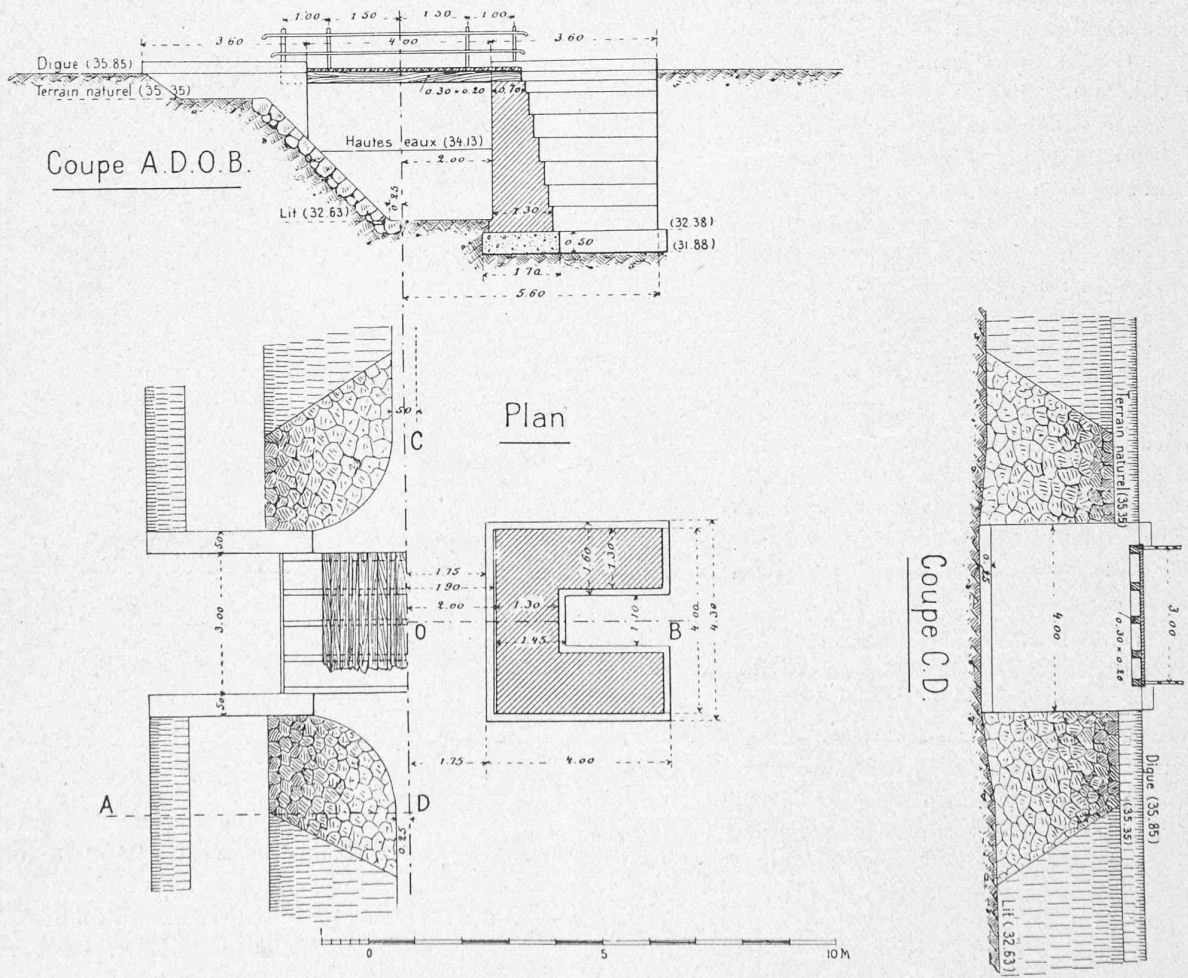 1.00 1.50 1.50 1.00
3.60 4.00 3.60
Digue (35.85)
Terrain naturel (35.35)
0.30 × 0.20 0.70
Hautes eaux (34.13)
2.00
Coupe A.D.O.B.
0.25
Lit (32.63)
1.30
(32.38)
0.50
(31.88)
1.70
5.60
50
C
Plan
50
3.00
50
1.75
1.90
2.00
O
1.60
1.30
1.30
1.10
B
1.45
4.00
4.30
1.75
4.00
A
D
0.25
0 5 10 M
Terrain naturel (35.35)
Coupe C.D.
0.25
4.00
0.30 × 0.20
3.00
Digue (35.85)
(35.35)
Lit (32.63)